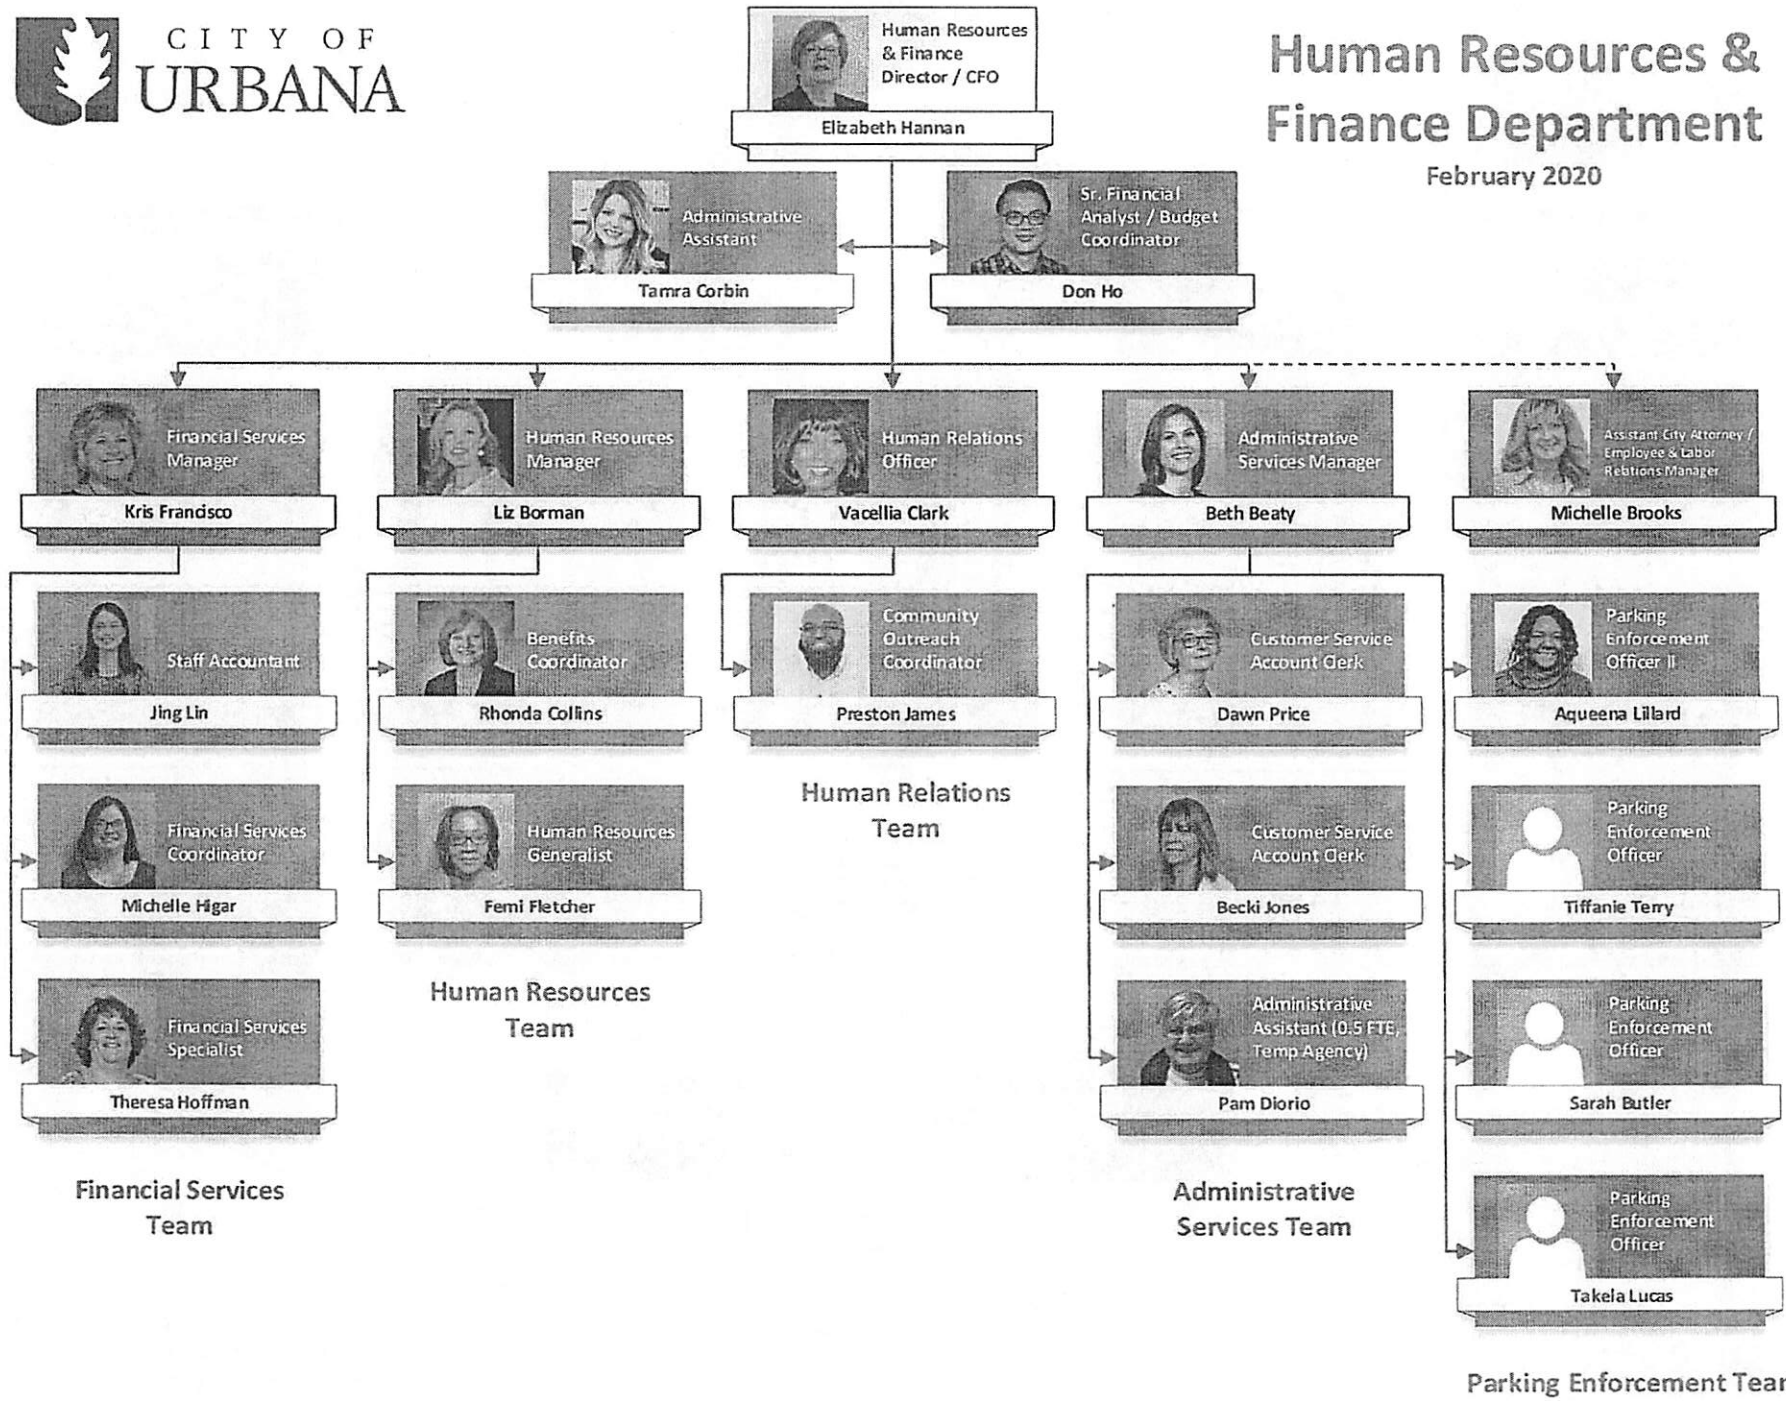 CITY OF
URBANA
Human Resources &
Finance Department
February 2020
Human Resources
& Finance
Director / CFO
Elizabeth Hannan
Administrative
Assistant
Tamra Corbin
Sr. Financial
Analyst / Budget
Coordinator
Don Ho
Financial Services
Manager
Kris Francisco
Human Resources
Manager
Liz Borman
Human Relations
Officer
Vacellia Clark
Administrative
Services Manager
Beth Beaty
Assistant City Attorney /
Employee & Labor
Relations Manager
Michelle Brooks
Staff Accountant
Jing Lin
Benefits
Coordinator
Rhonda Collins
Community
Outreach
Coordinator
Preston James
Customer Service
Account Clerk
Dawn Price
Parking
Enforcement
Officer II
Aqueena Lillard
Financial Services
Coordinator
Michelle Higar
Human Resources
Generalist
Femi Fletcher
Human Relations
Team
Customer Service
Account Clerk
Becki Jones
Parking
Enforcement
Officer
Tiffanie Terry
Financial Services
Specialist
Theresa Hoffman
Human Resources
Team
Administrative
Assistant (0.5 FTE,
Temp Agency)
Pam Diorio
Parking
Enforcement
Officer
Sarah Butler
Financial Services
Team
Administrative
Services Team
Parking
Enforcement
Officer
Takela Lucas
Parking Enforcement Tear